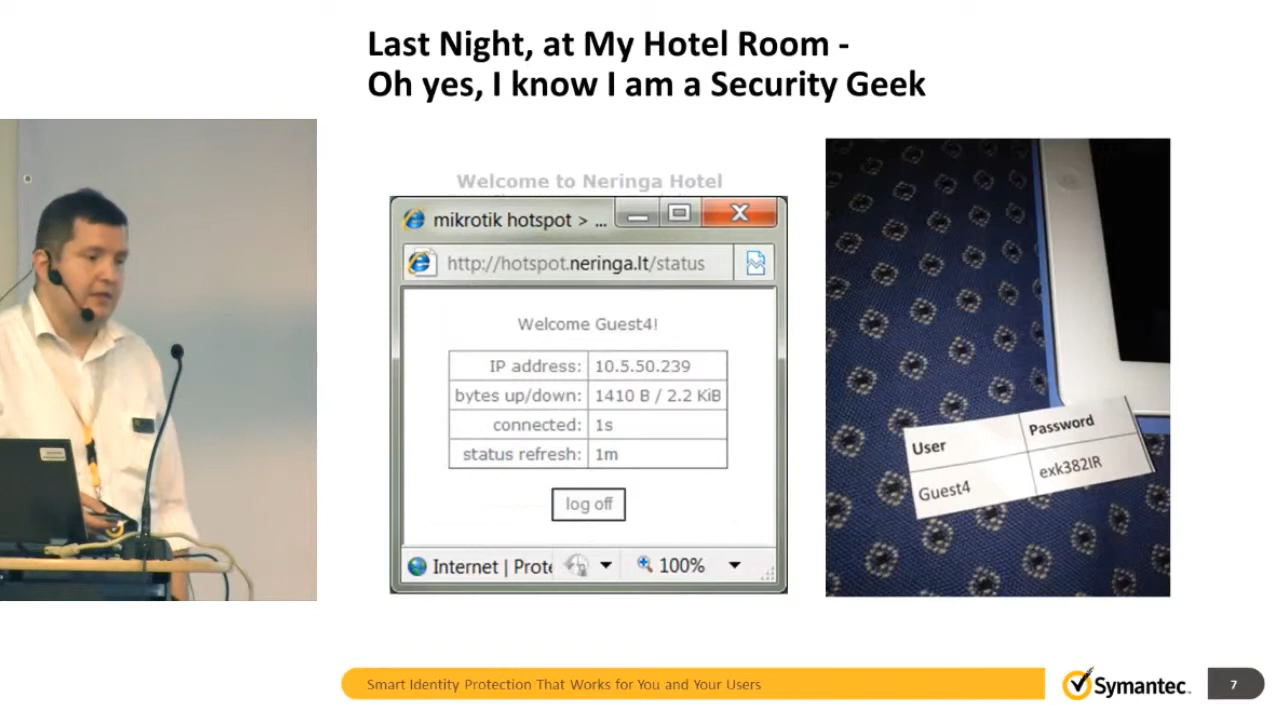 Last Night, at My Hotel Room -
Oh yes, I know I am a Security Geek
Welcome to Neringa Hotel
mikrotik hotspot > ...
http://hotspot.neringa.lt/status
Welcome Guest4!
IP address: 10.5.50.239
bytes up/down: 1410 B / 2.2 KiB
connected: 1s
status refresh: 1m
log off
Internet | Prote
100%
User Password
Guest4 exk382IR
Smart Identity Protection That Works for You and Your Users
Symantec.
7